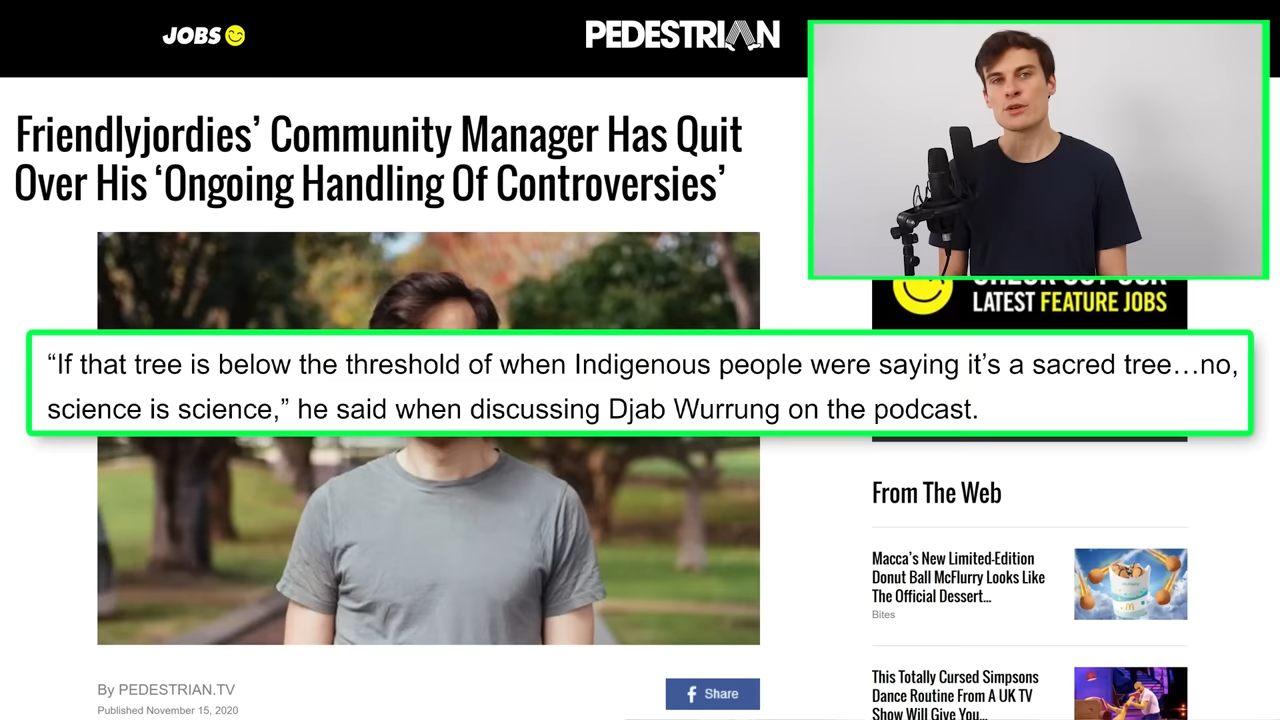 JOBS
PEDESTRIAN
Friendlyjordies’ Community Manager Has Quit
Over His ‘Ongoing Handling Of Controversies’
LATEST FEATURE JOBS
“If that tree is below the threshold of when Indigenous people were saying it’s a sacred tree…no,
science is science,” he said when discussing Djab Wurrung on the podcast.
From The Web
Macca’s New Limited-Edition
Donut Ball McFlurry Looks Like
The Official Dessert...
Bites
This Totally Cursed Simpsons
Dance Routine From A UK TV
Show Will Give You...
By PEDESTRIAN.TV
Share
Published November 15, 2020